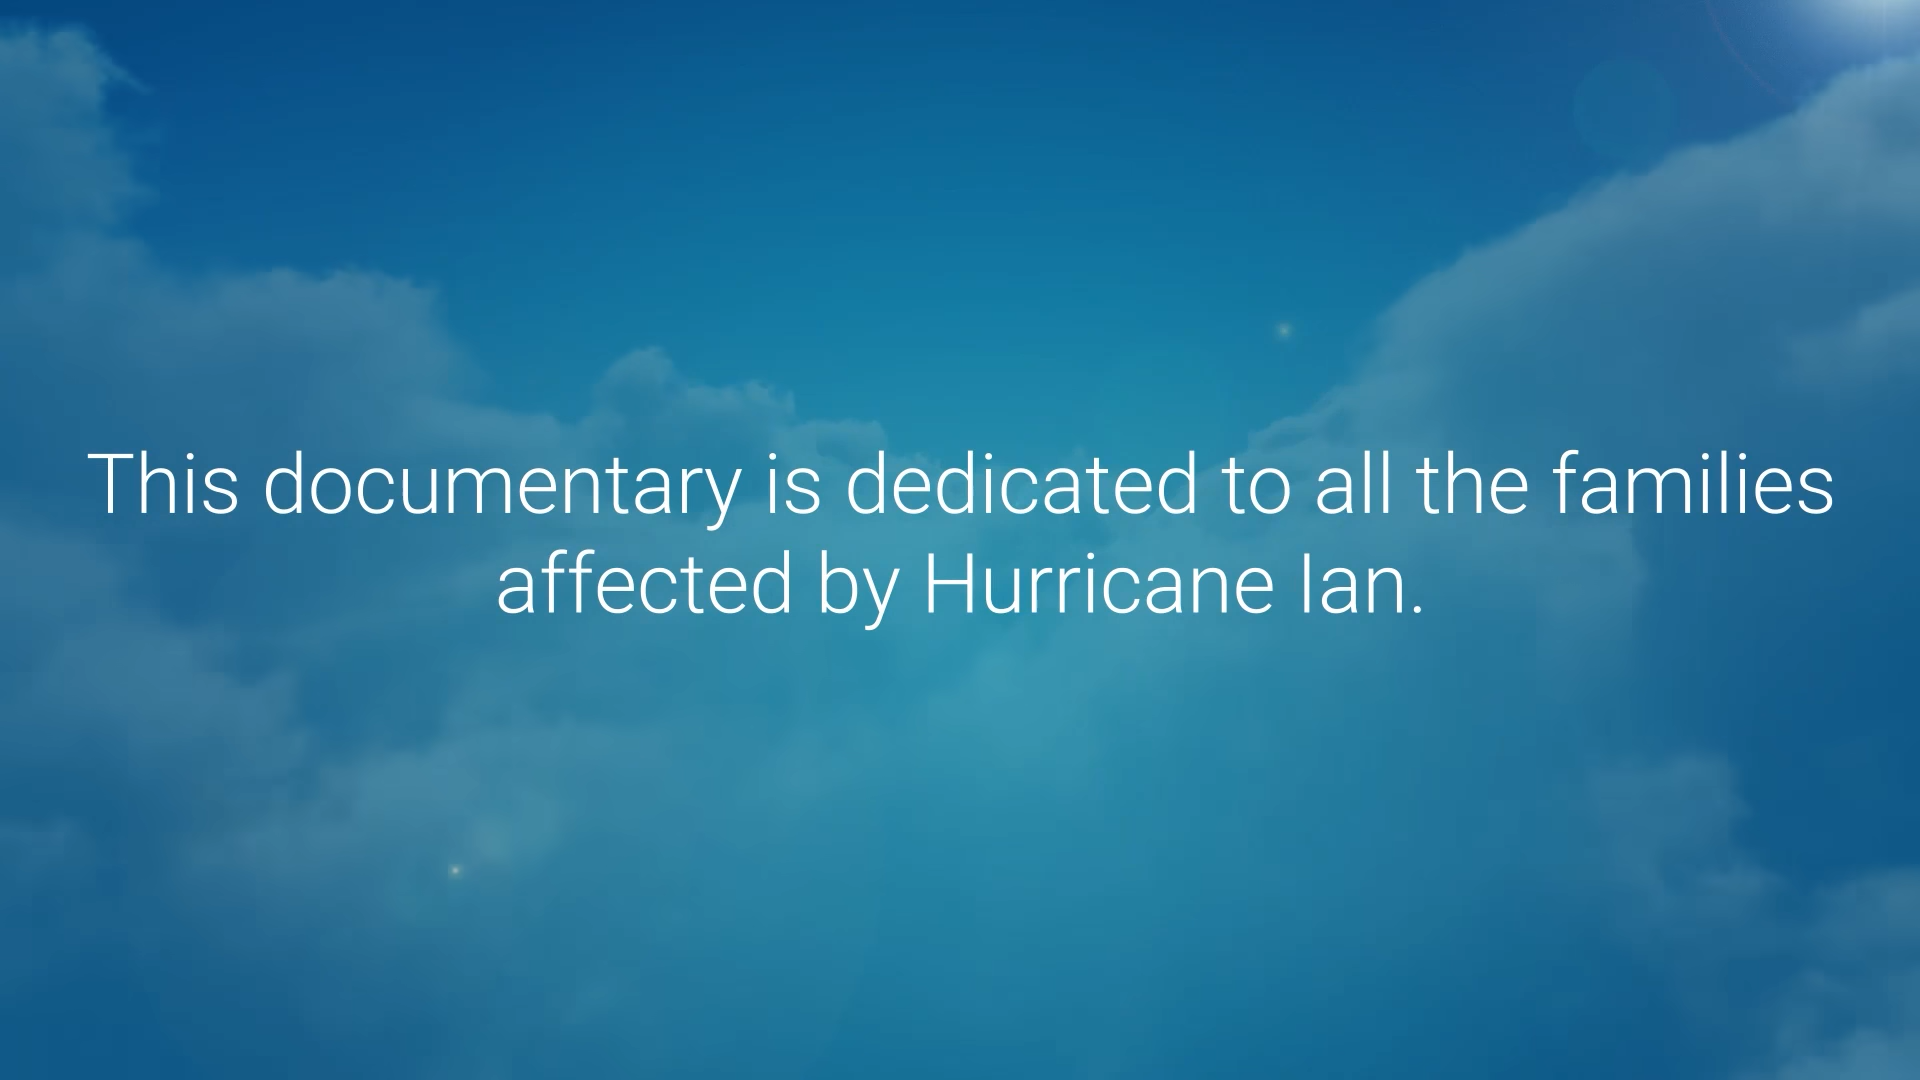 This documentary is dedicated to all the families
affected by Hurricane Ian.